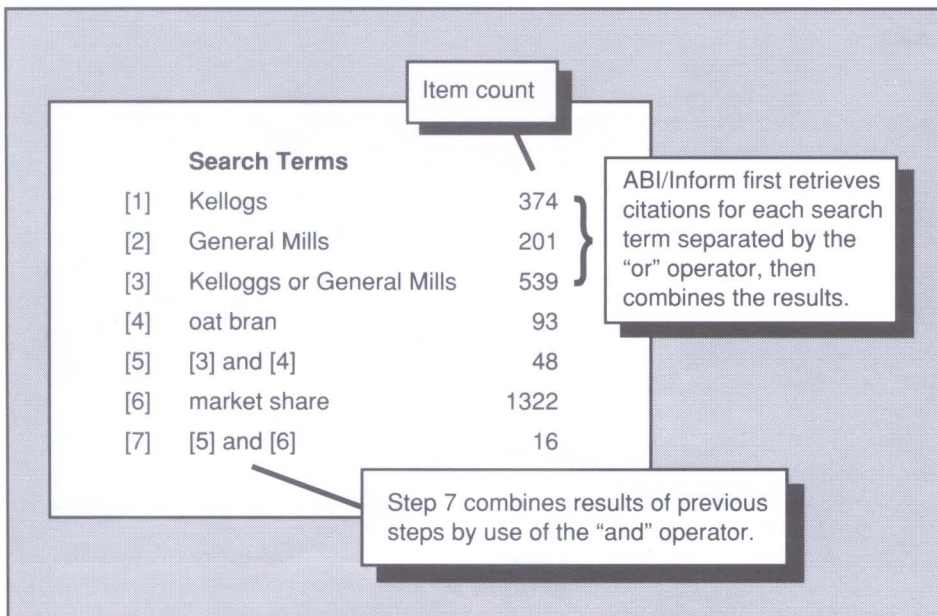 Item count
Search Terms
[1] Kellogs 374
[2] General Mills 201
[3] Kelloggs or General Mills 539
[4] oat bran 93
[5] [3] and [4] 48
[6] market share 1322
[7] [5] and [6] 16
ABI/Inform first retrieves
citations for each search
term separated by the
“or” operator, then
combines the results.
Step 7 combines results of previous
steps by use of the “and” operator.